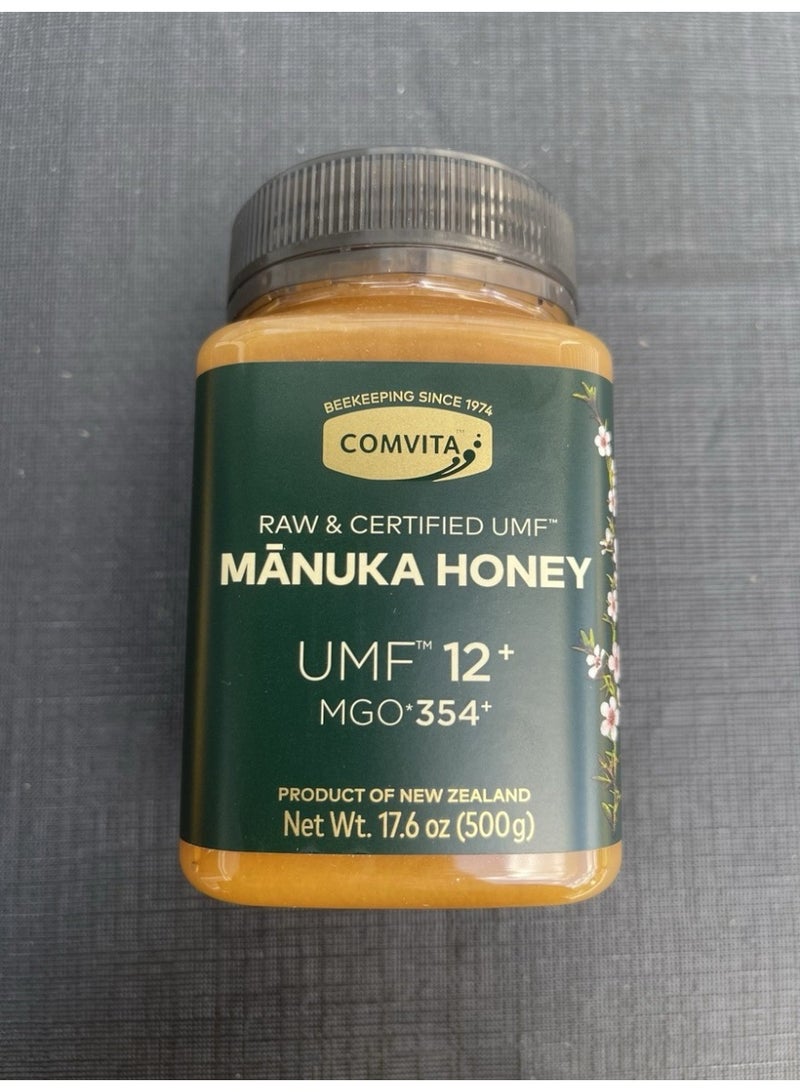 BEEKEEPING SINCE 1974
COMVITA™
RAW & CERTIFIED UMF™
MĀNUKA HONEY
UMF™ 12+
MGO*354+
PRODUCT OF NEW ZEALAND
Net Wt. 17.6 oz (500g)